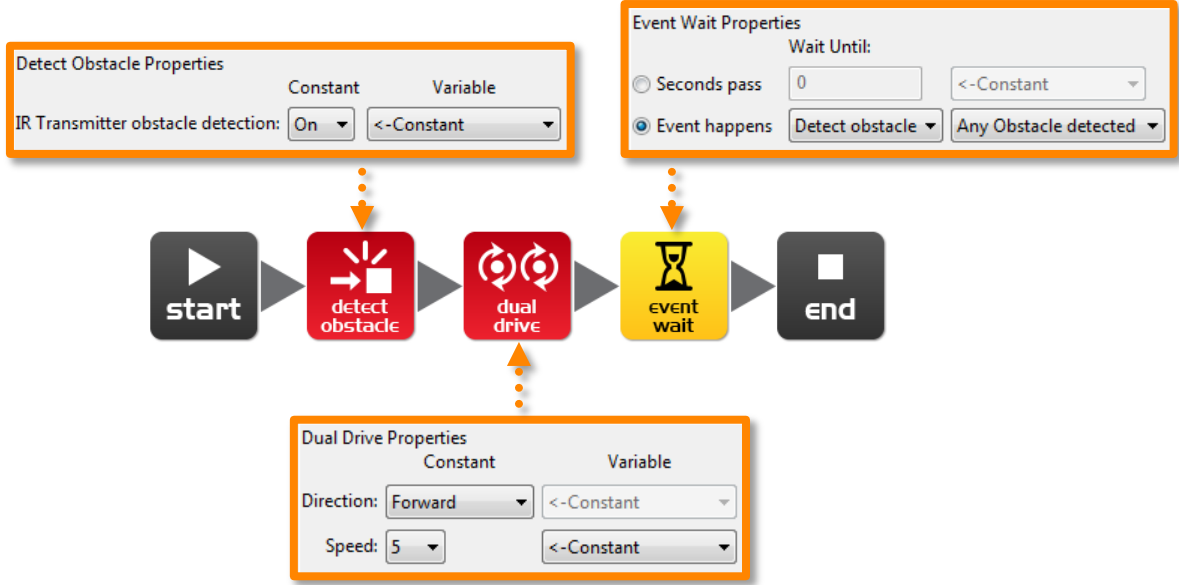 Detect Obstacle Properties
Constant Variable
IR Transmitter obstacle detection: On <-Constant
Event Wait Properties
Wait Until:
Seconds pass 0 <-Constant
Event happens Detect obstacle Any Obstacle detected
start
detect
obstacle
dual
drive
event
wait
end
Dual Drive Properties
Constant Variable
Direction: Forward <-Constant
Speed: 5 <-Constant